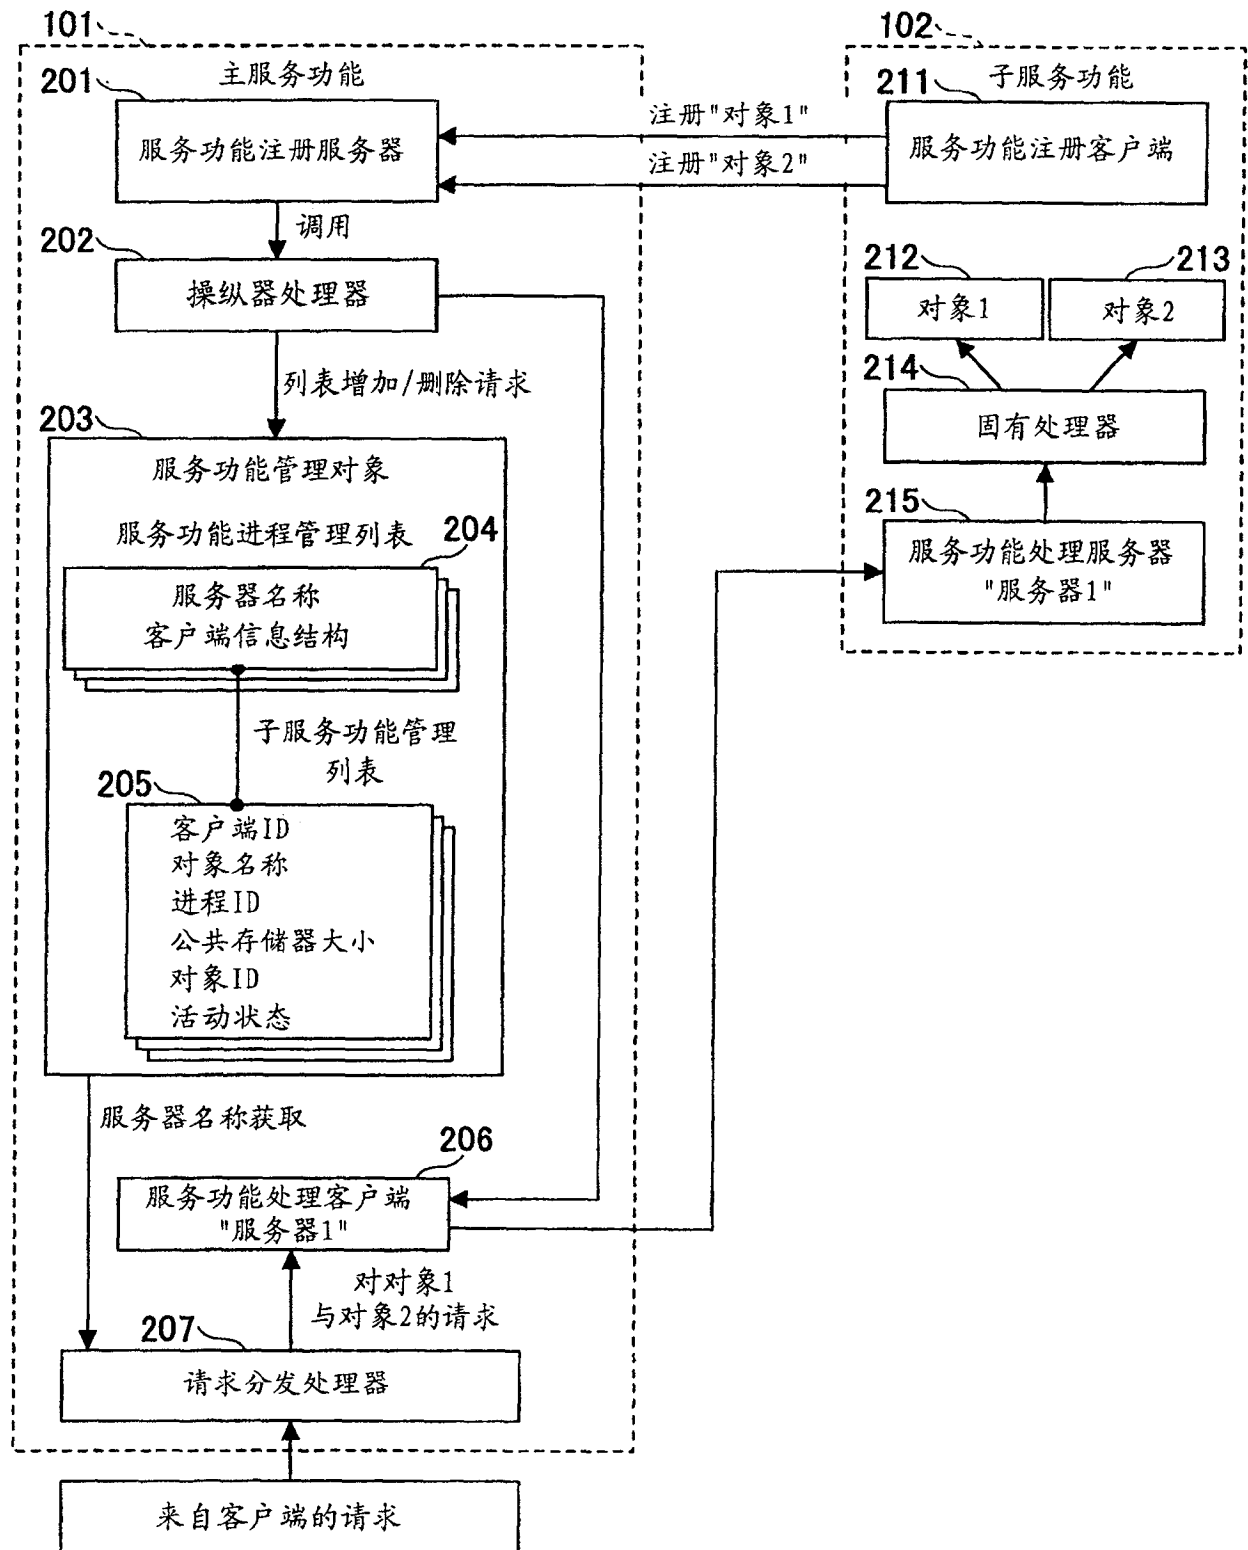 101
主服务功能
201
服务功能注册服务器
调用
202
操纵器处理器
列表增加/删除请求
203
服务功能管理对象
服务功能进程管理列表
204
服务器名称
客户端信息结构
子服务功能管理
列表
205
客户端ID
对象名称
进程ID
公共存储器大小
对象ID
活动状态
服务器名称获取
206
服务功能处理客户端
"服务器1"
对对象1
与对象2的请求
207
请求分发处理器
来自客户端的请求
注册"对象1"
注册"对象2"
102
子服务功能
211
服务功能注册客户端
212
213
对象1
对象2
214
固有处理器
215
服务功能处理服务器
"服务器1"